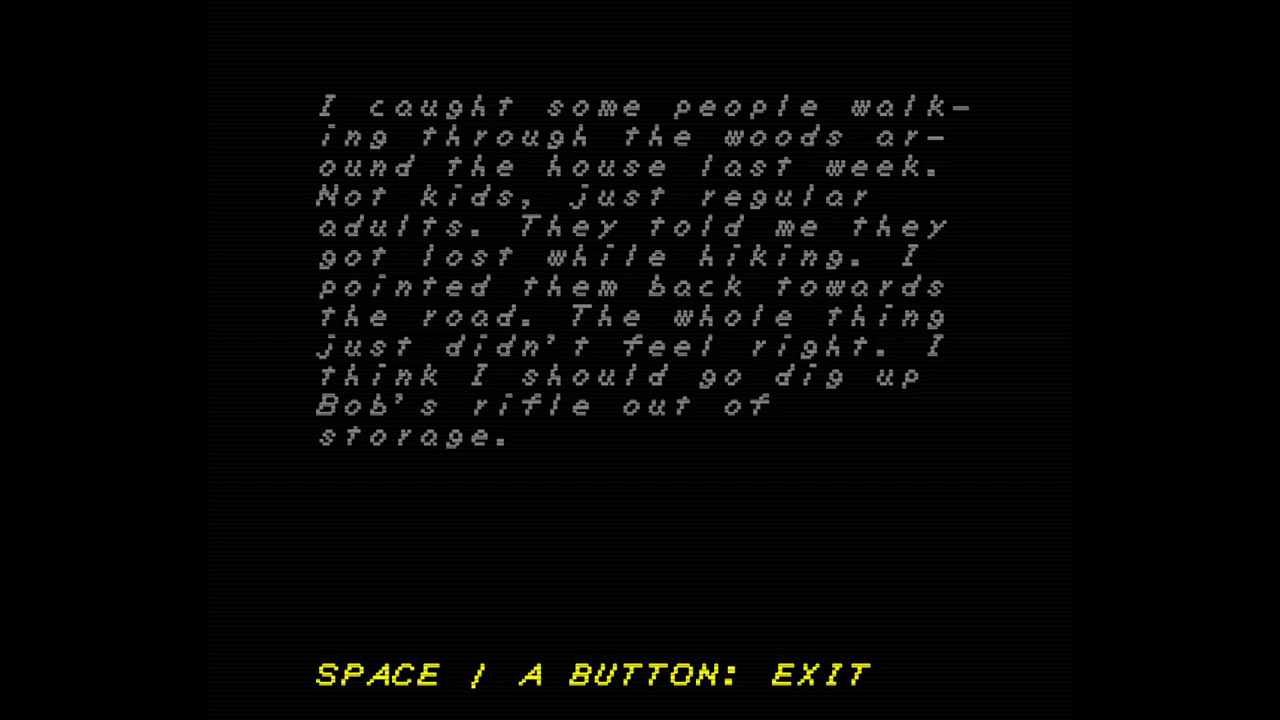 I caught some people walk-
ing through the woods ar-
ound the house last week.
Not kids, just regular
adults. They told me they
got lost while hiking. I
pointed them back towards
the road. The whole thing
just didn't feel right. I
think I should go dig up
Bob's rifle out of
storage.
SPACE / A BUTTON: EXIT